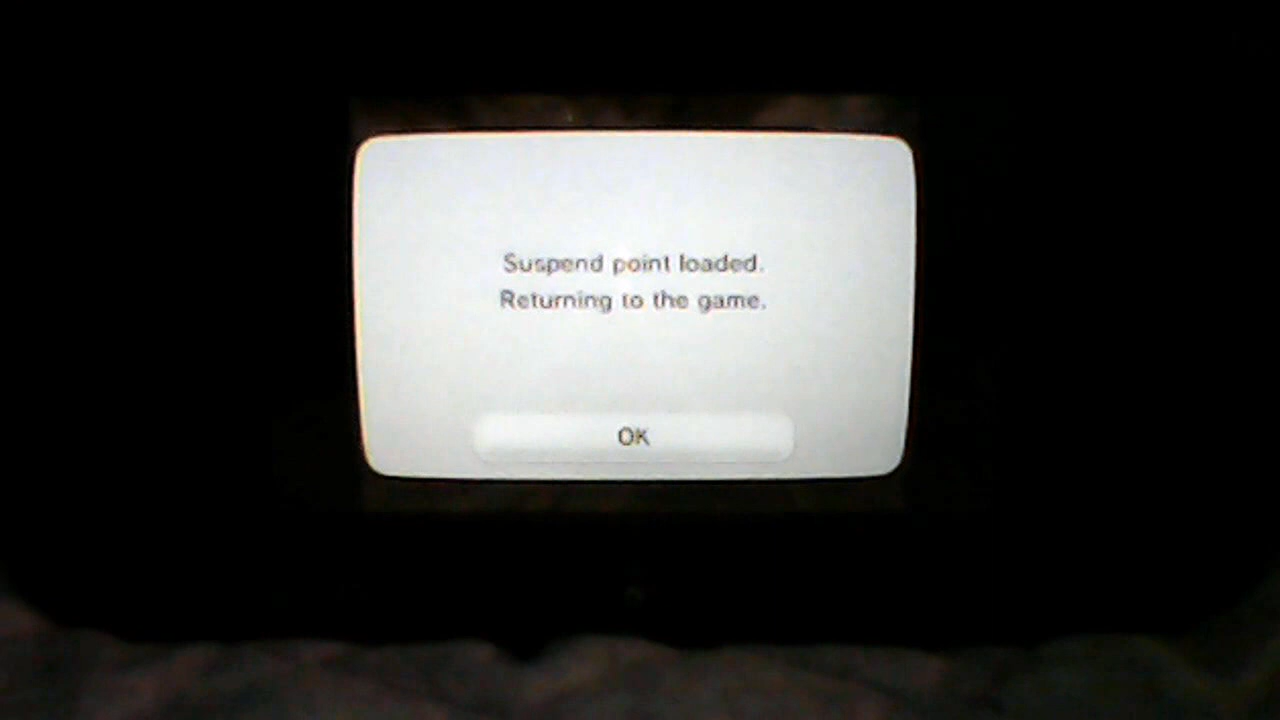 Suspend point loaded.
Returning to the game.
OK